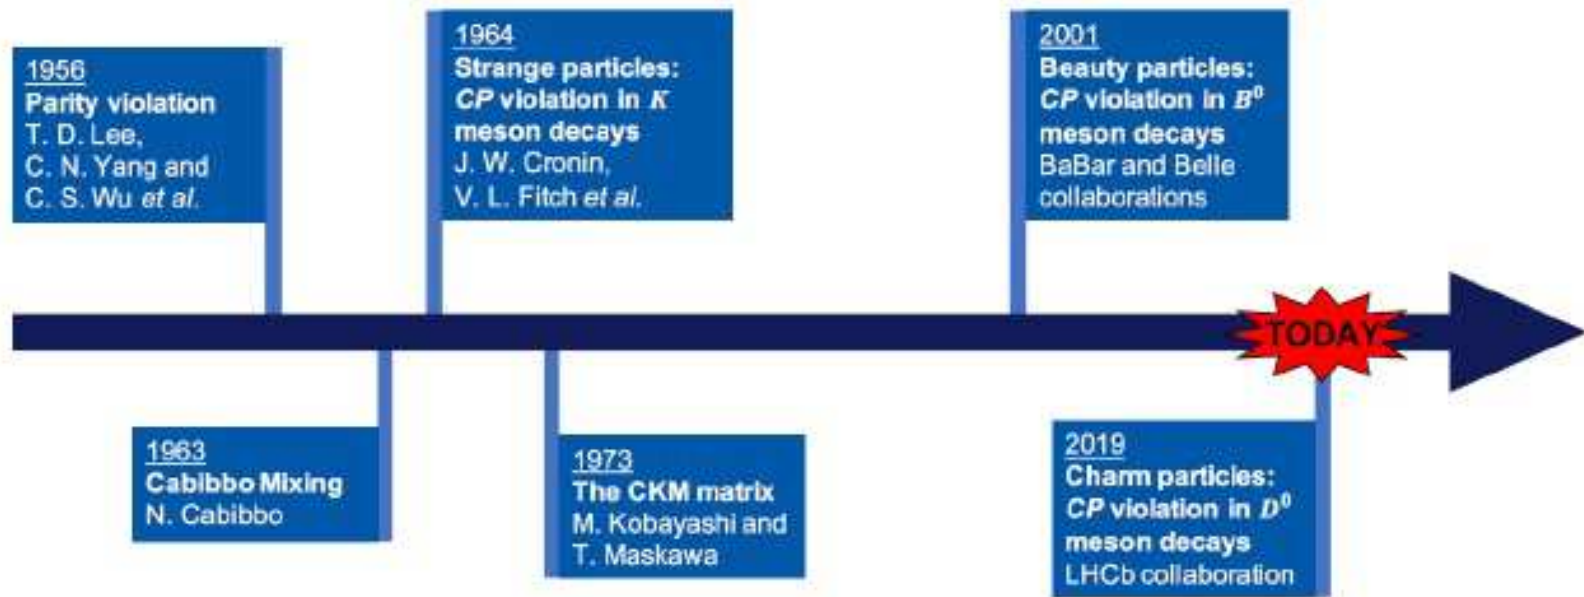 1956
Parity violation
T. D. Lee,
C. N. Yang and
C. S. Wu et al.
1964
Strange particles:
CP violation in K
meson decays
J. W. Cronin,
V. L. Fitch et al.
2001
Beauty particles:
CP violation in B⁰
meson decays
BaBar and Belle
collaborations
TODAY
1963
Cabibbo Mixing
N. Cabibbo
1973
The CKM matrix
M. Kobayashi and
T. Maskawa
2019
Charm particles:
CP violation in D⁰
meson decays
LHCb collaboration